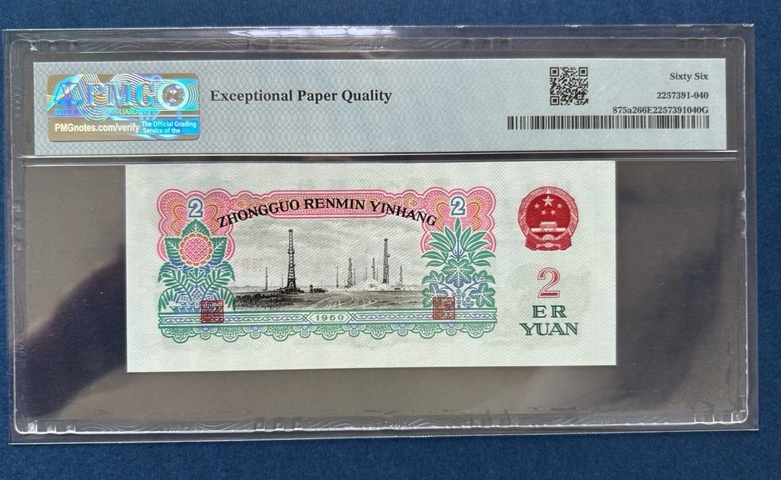 PMG
PMGnotes.com/verify
The Official Grading
Service of the
Exceptional Paper Quality
Sixty Six
2257391-040
875a266E2257391040G
2
ZHONGGUO RENMIN YINHANG
2
1960
2
ER
YUAN